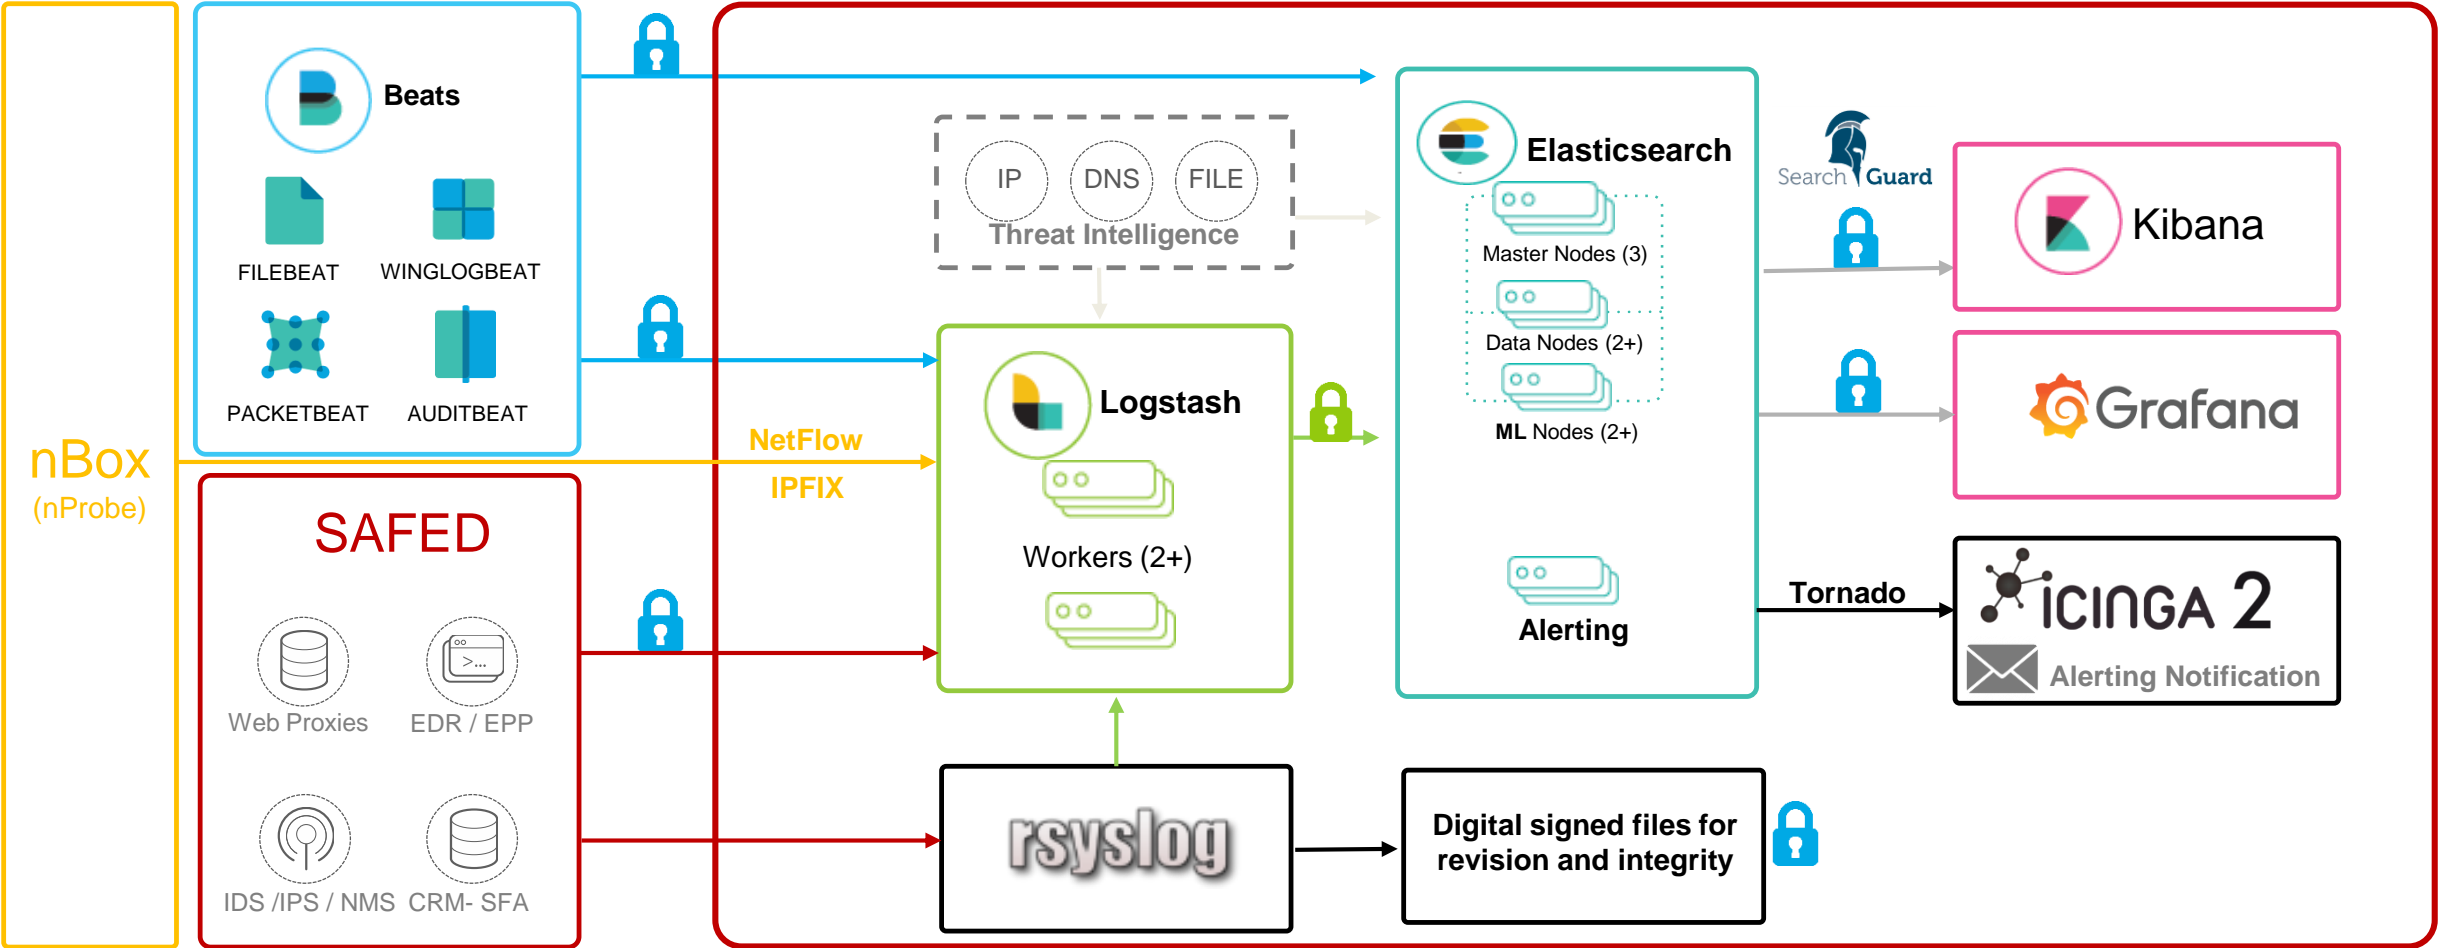 nBox
(nProbe)
Beats
FILEBEAT
WINGLOGBEAT
PACKETBEAT
AUDITBEAT
SAFED
Web Proxies
EDR / EPP
>...
IDS /IPS / NMS
CRM- SFA
NetFlow
IPFIX
IP
DNS
FILE
Threat Intelligence
Logstash
Workers (2+)
rsyslog
Elasticsearch
Master Nodes (3)
Data Nodes (2+)
ML Nodes (2+)
Alerting
Digital signed files for
revision and integrity
Search Guard
Kibana
Grafana
Tornado
ICINGA 2
Alerting Notification